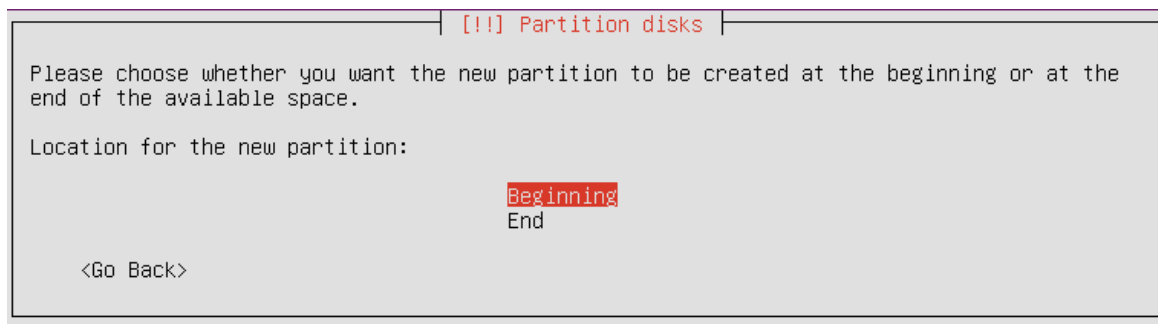 [!!] Partition disks
Please choose whether you want the new partition to be created at the beginning or at the
end of the available space.
Location for the new partition:
Beginning
End
<Go Back>